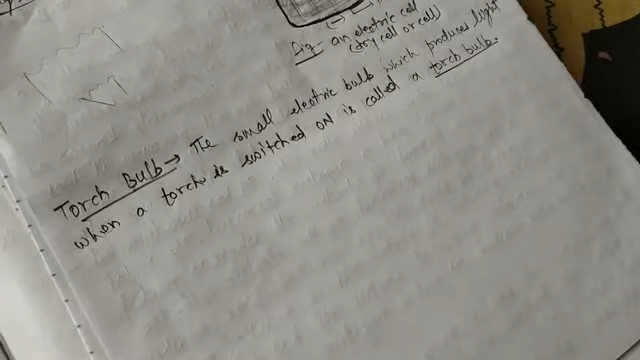 fig- an electric cell
(dry cell or cell)
Torch Bulb→ The small electric bulb which produces light
when a torch is switched ON is called a torch bulb.